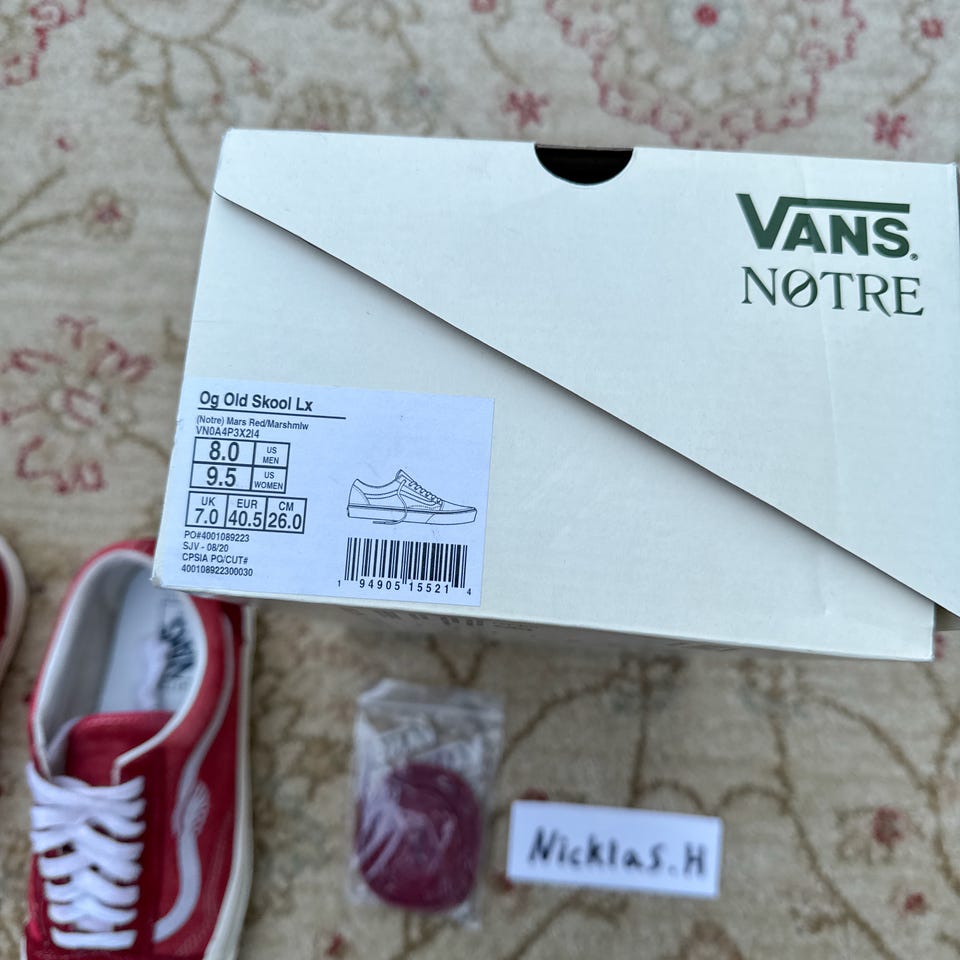 VANS®
NØTRE
Og Old Skool Lx
(Notre) Mars Red/Marshmlw
VN0A4P3X2I4
8.0 US MEN
9.5 US WOMEN
UK EUR CM
7.0 40.5 26.0
PO#4001089223
SJV - 08/20
CPSIA PO/CUT#
400108922300030
1 94905 15521 4
VANS
Nicklas.H